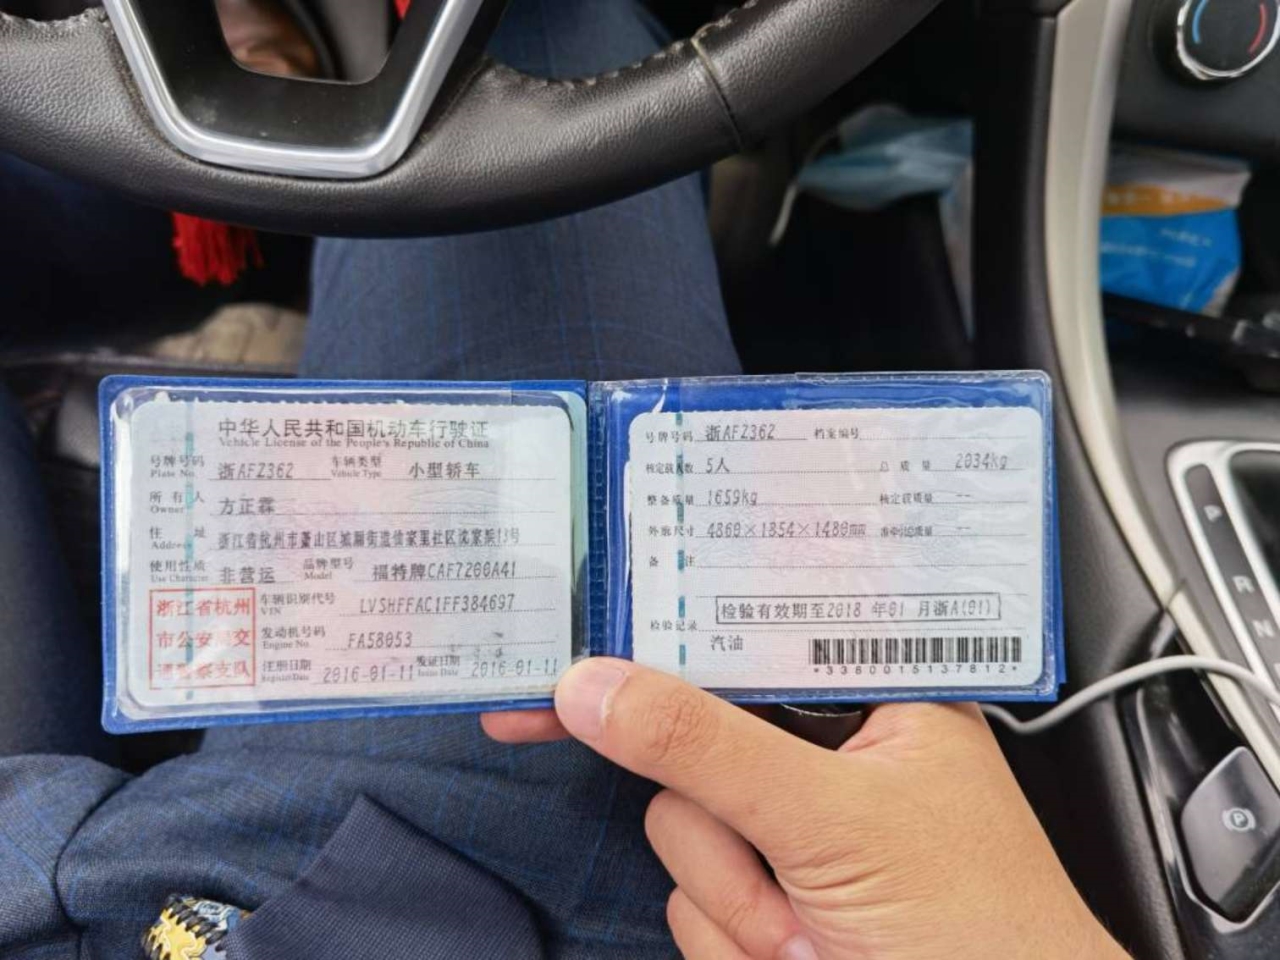 中华人民共和国机动车行驶证
Vehicle License of the People's Republic of China
号牌号码 浙AFZ362 车辆类型 小型轿车
Plate No. Vehicle Type
所有人 方正霖
Owner
住址 浙江省杭州市萧山区城厢街道徐家里社区沈家族13号
Address
使用性质 非营运 品牌型号 福特牌CAF7200A41
Use Character Model
浙江省杭州
市公安局交
通警察支队
车辆识别代号 LVSHFFAC1FF384697
VIN
发动机号码 FA58053
Engine No.
注册日期 2016-01-11 发证日期 2016-01-11
Register Date Issue Date
号牌号码 浙AFZ362 档案编号
核定载人数 5人 总质量 2034kg
整备质量 1659kg 核定载质量 --
外廓尺寸 4860×1854×1480mm 准牵引总质量 --
备注
检验记录 检验有效期至2018 年01 月浙A(01)
汽油
*3380015137812*
P
R
N
P